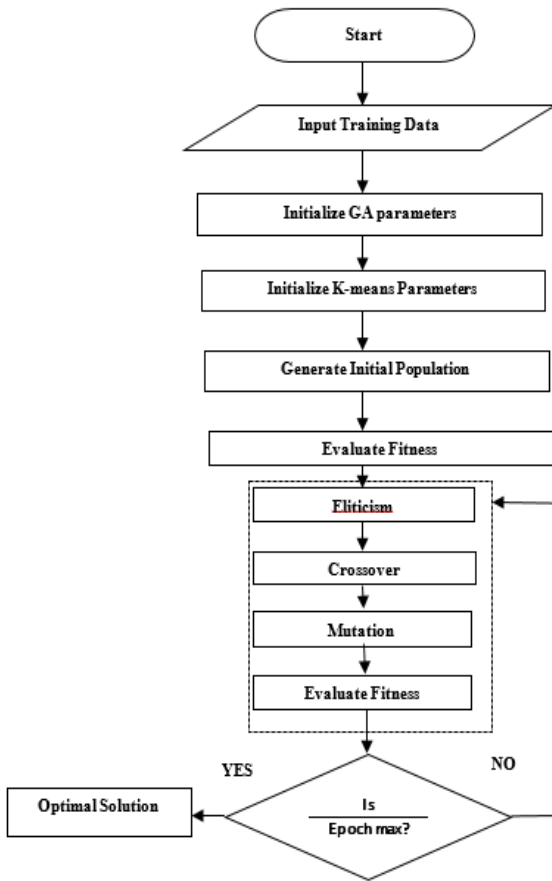 Start
Input Training Data
Initialize GA parameters
Initialize K-means Parameters
Generate Initial Population
Evaluate Fitness
Eliticism
Crossover
Mutation
Evaluate Fitness
YES
NO
Optimal Solution
Is
Epoch max?